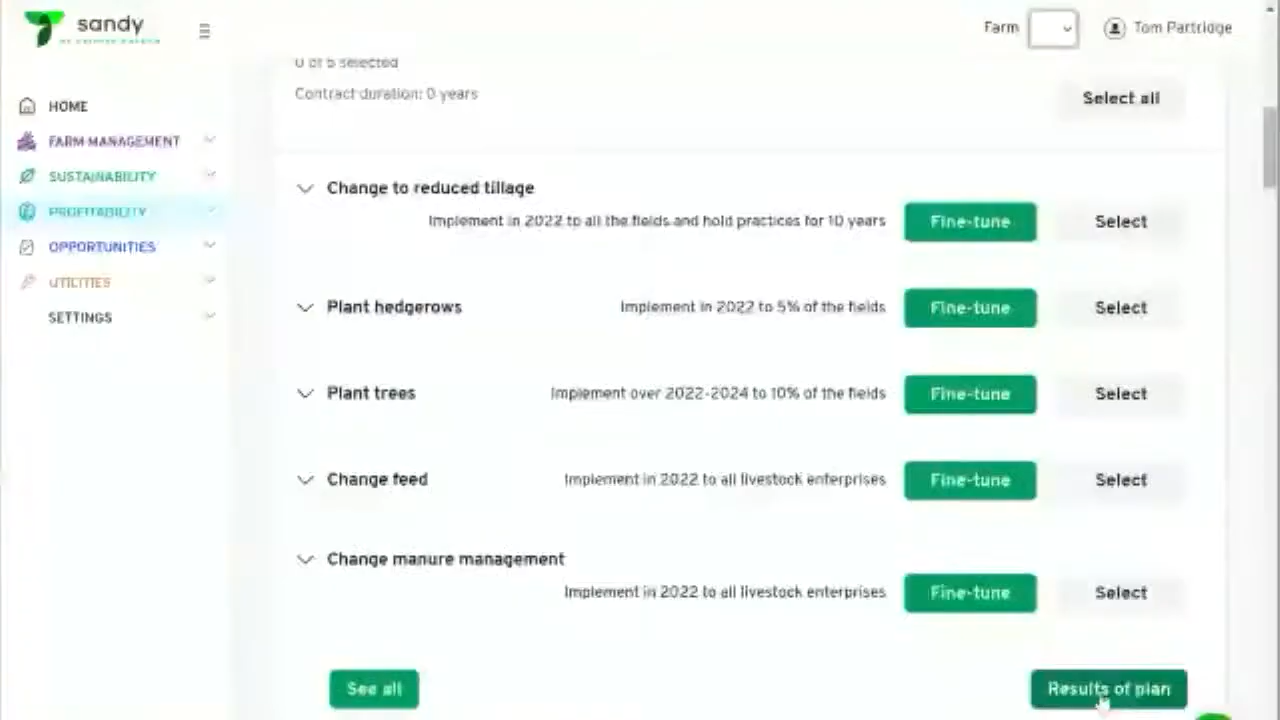 sandy
Farm
Tom Partridge
HOME
FARM MANAGEMENT
SUSTAINABILITY
PROFITABILITY
OPPORTUNITIES
UTILITIES
SETTINGS
0 of 5 selected
Contract duration: 0 years
Select all
Change to reduced tillage
Implement in 2022 to all the fields and hold practices for 10 years Fine-tune Select
Plant hedgerows Implement in 2022 to 5% of the fields Fine-tune Select
Plant trees Implement over 2022-2024 to 10% of the fields Fine-tune Select
Change feed Implement in 2022 to all livestock enterprises Fine-tune Select
Change manure management
Implement in 2022 to all livestock enterprises Fine-tune Select
See all Results of plan